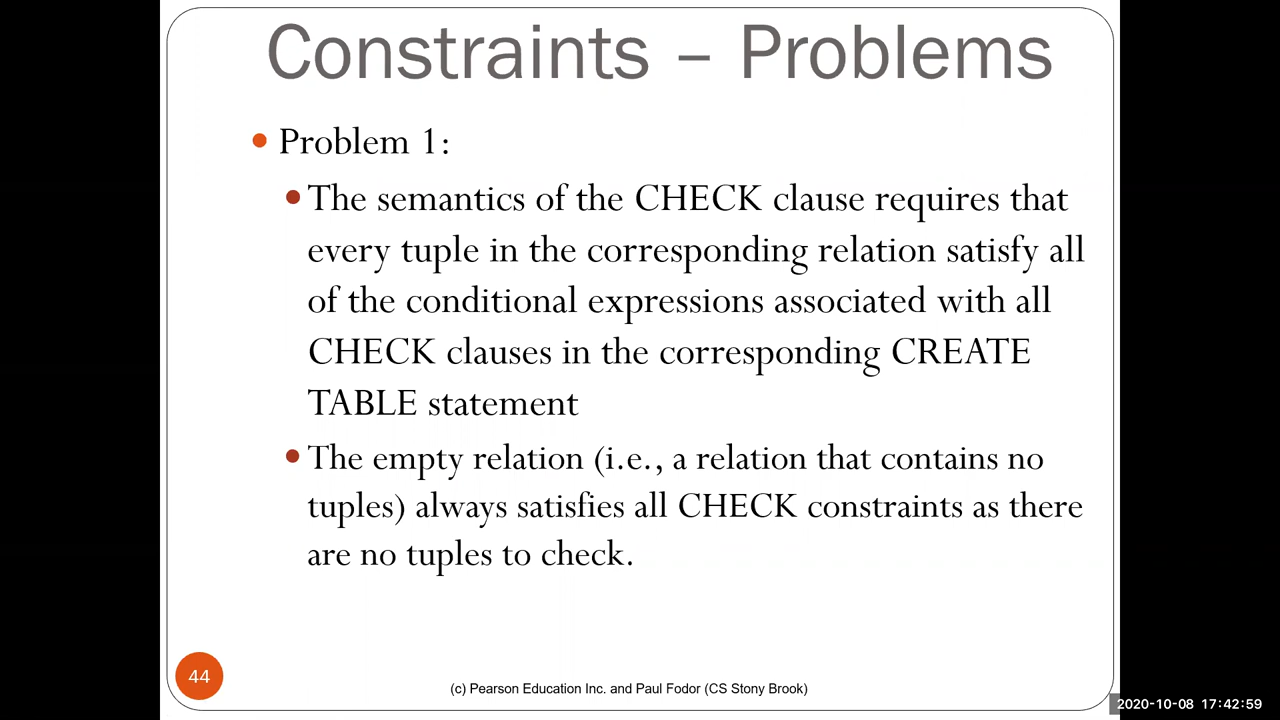 Constraints – Problems
Problem 1:
The semantics of the CHECK clause requires that
every tuple in the corresponding relation satisfy all
of the conditional expressions associated with all
CHECK clauses in the corresponding CREATE
TABLE statement
The empty relation (i.e., a relation that contains no
tuples) always satisfies all CHECK constraints as there
are no tuples to check.
44
(c) Pearson Education Inc. and Paul Fodor (CS Stony Brook)
2020-10-08 17:42:59